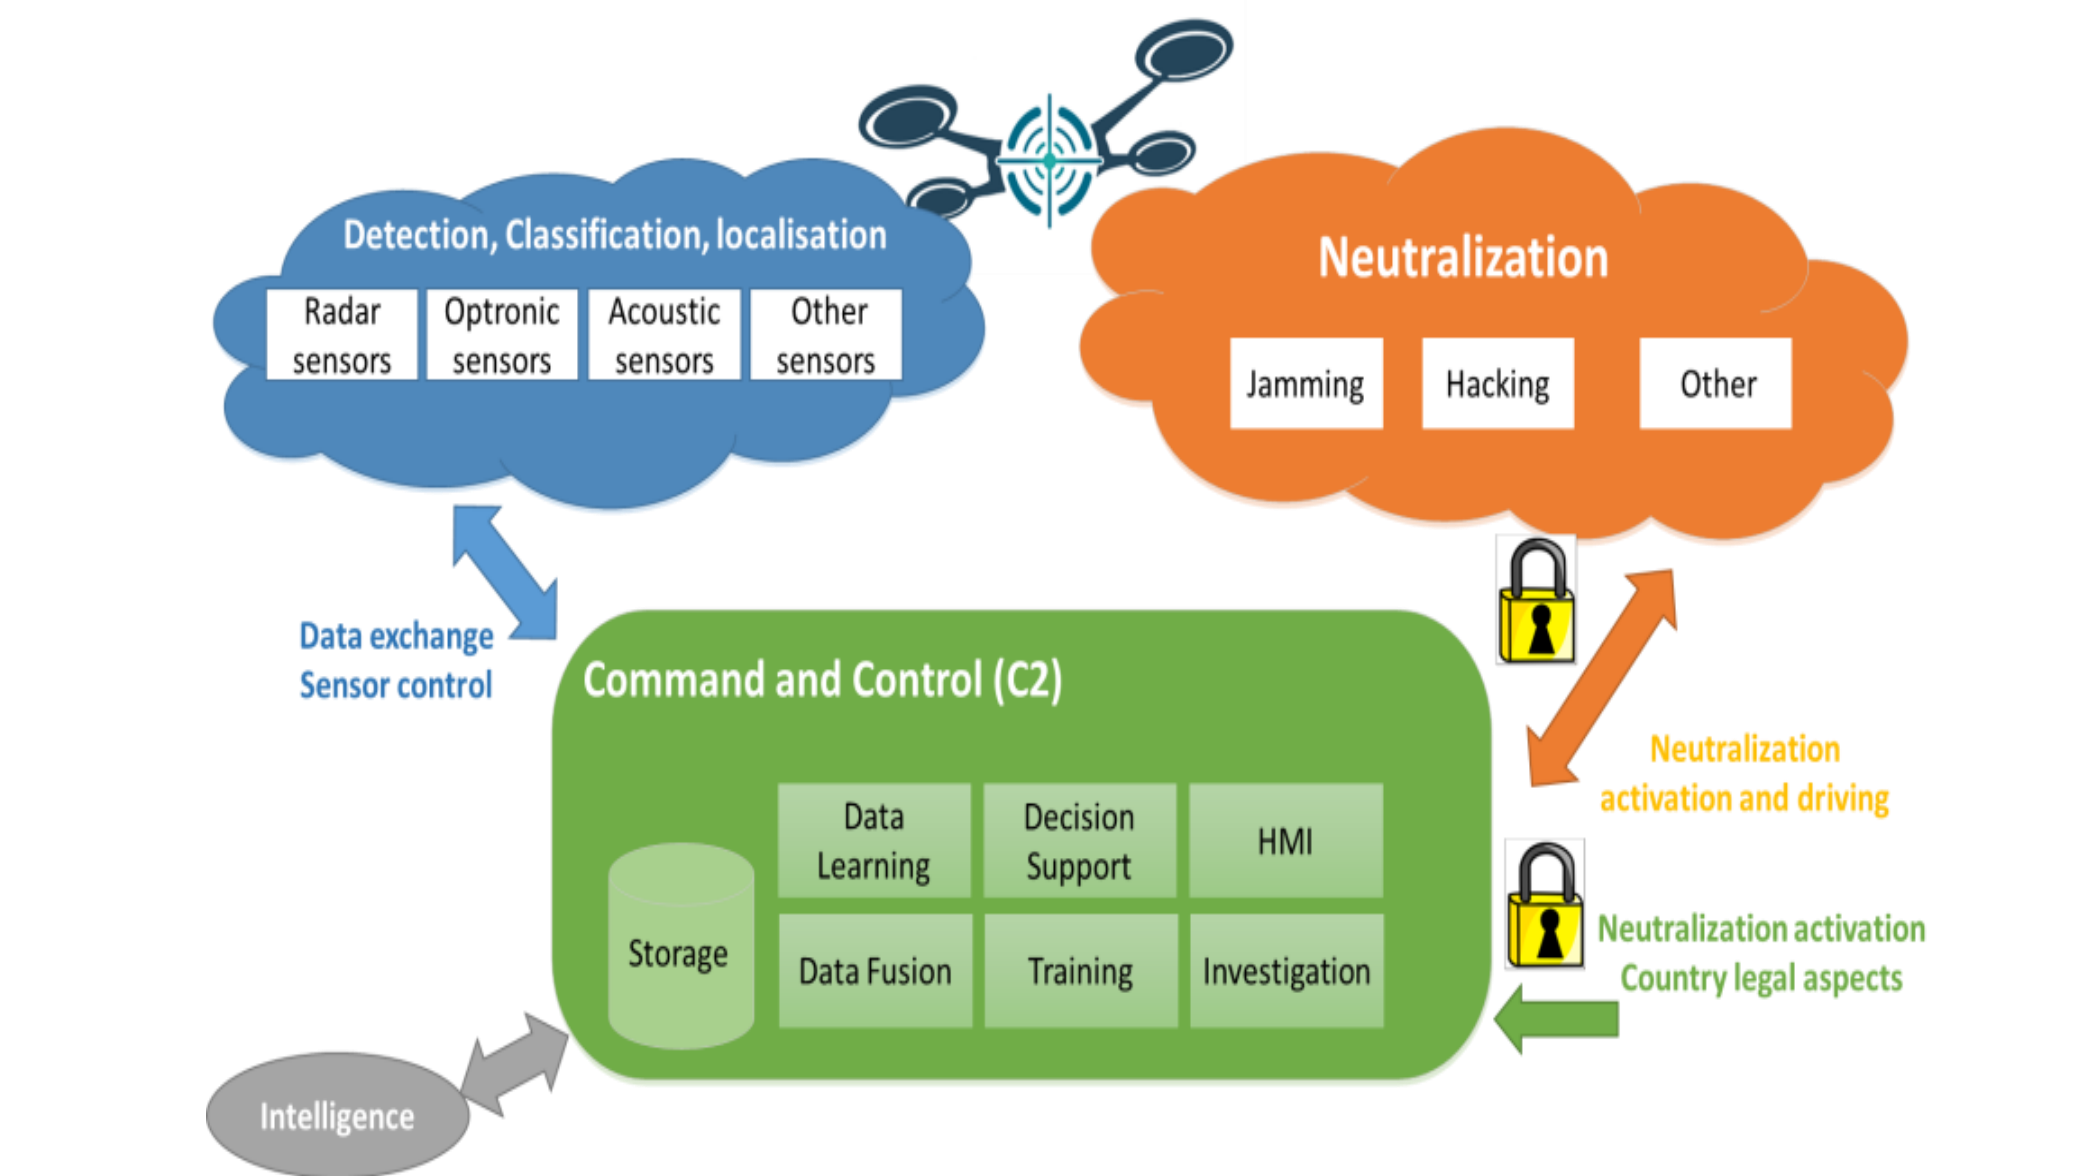 Detection, Classification, localisation
Radar
sensors
Optronic
sensors
Acoustic
sensors
Other
sensors
Neutralization
Jamming
Hacking
Other
Data exchange
Sensor control
Command and Control (C2)
Data
Learning
Decision
Support
HMI
Storage
Data Fusion
Training
Investigation
Neutralization
activation and driving
Neutralization activation
Country legal aspects
Intelligence